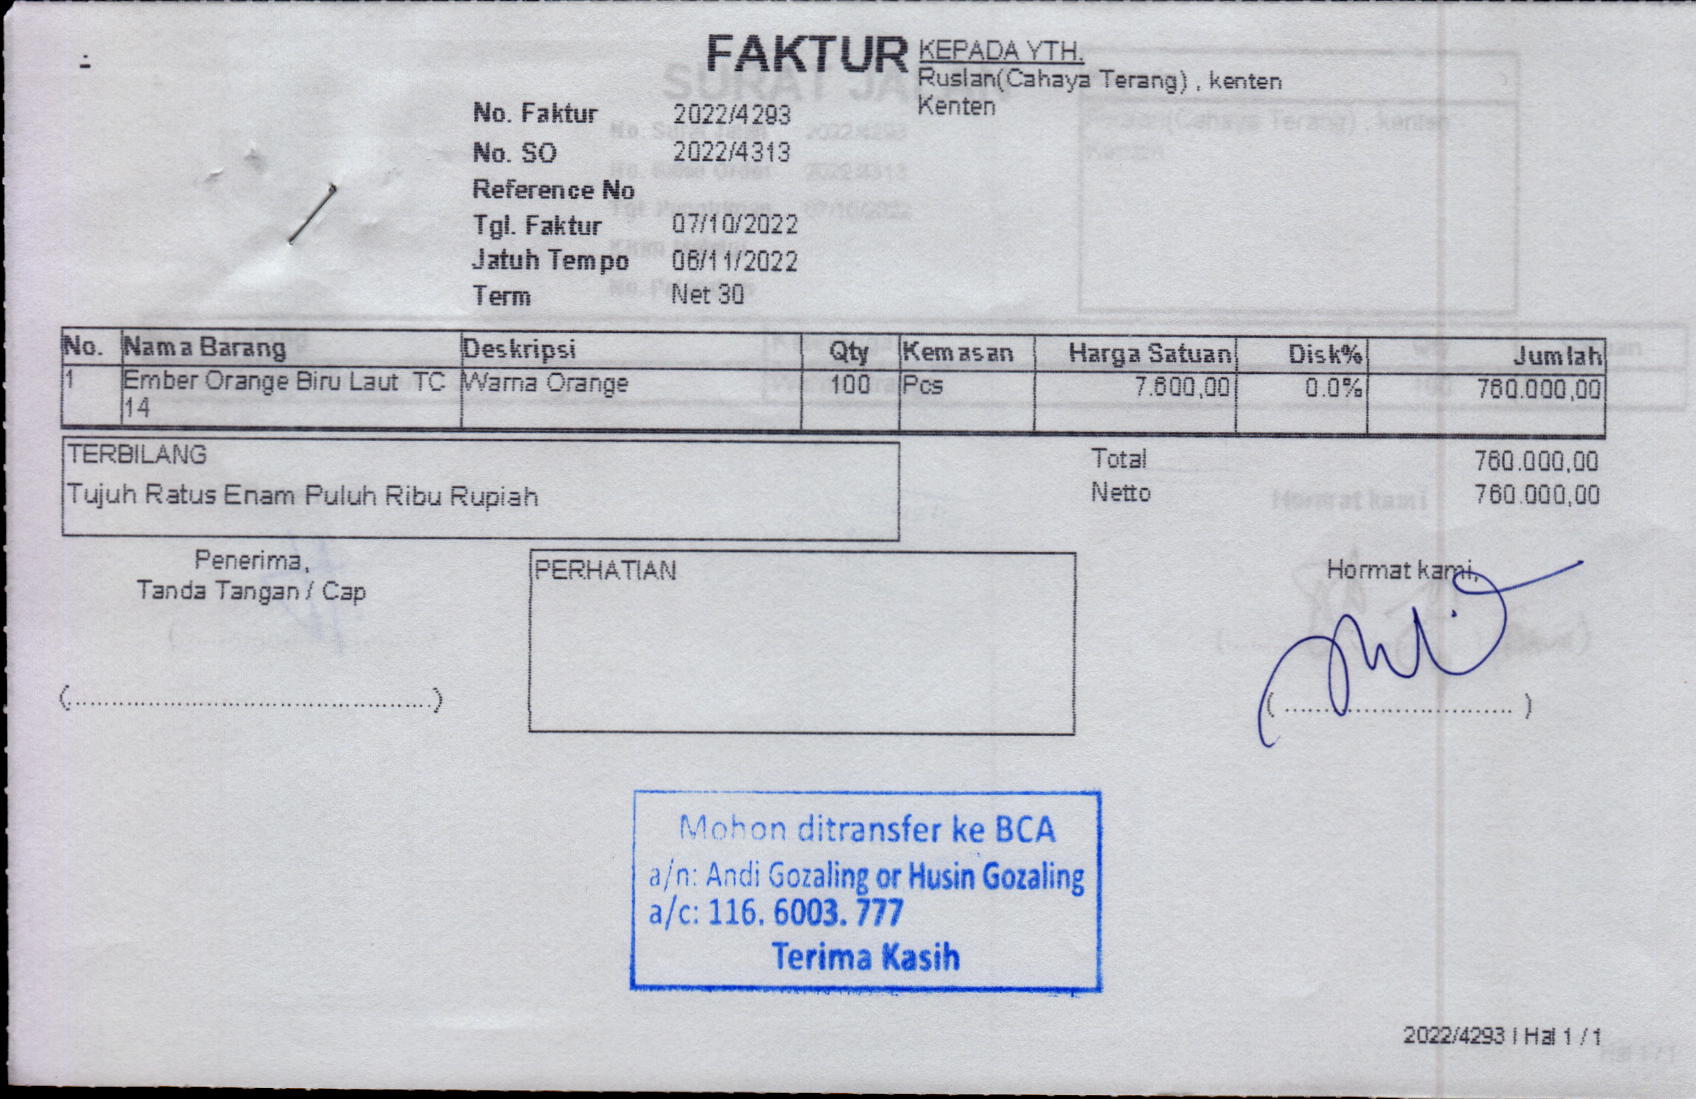 FAKTUR
KEPADA YTH.
Ruslan(Cahaya Terang) , kenten
Kenten
No. Faktur 2022/4293
No. SO 2022/4313
Reference No
Tgl. Faktur 07/10/2022
Jatuh Tempo 06/11/2022
Term Net 30
No. Nama Barang Deskripsi Qty Kemasan Harga Satuan Disk% Jumlah
1 Ember Orange Biru Laut TC Warna Orange 100 Pcs 7.600,00 0.0% 760.000,00
14
TERBILANG
Tujuh Ratus Enam Puluh Ribu Rupiah
Total 760.000,00
Netto 760.000,00
Penerima,
Tanda Tangan / Cap
(................................................)
PERHATIAN
Hormat kami,
(.............................. )
Mohon ditransfer ke BCA
a/n: Andi Gozaling or Husin Gozaling
a/c: 116. 6003. 777
Terima Kasih
2022/4293 | Hal 1 / 1